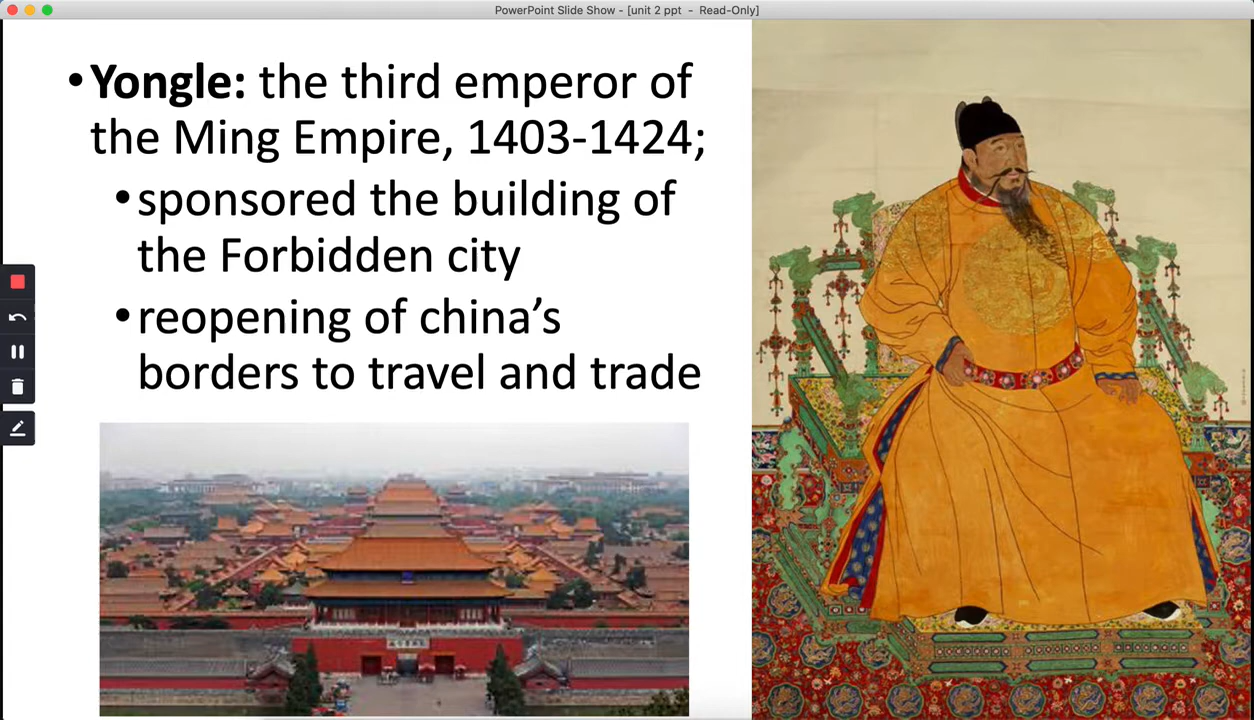 PowerPoint Slide Show - [unit 2 ppt - Read-Only]
•Yongle: the third emperor of
the Ming Empire, 1403-1424;
•sponsored the building of
the Forbidden city
•reopening of china’s
borders to travel and trade